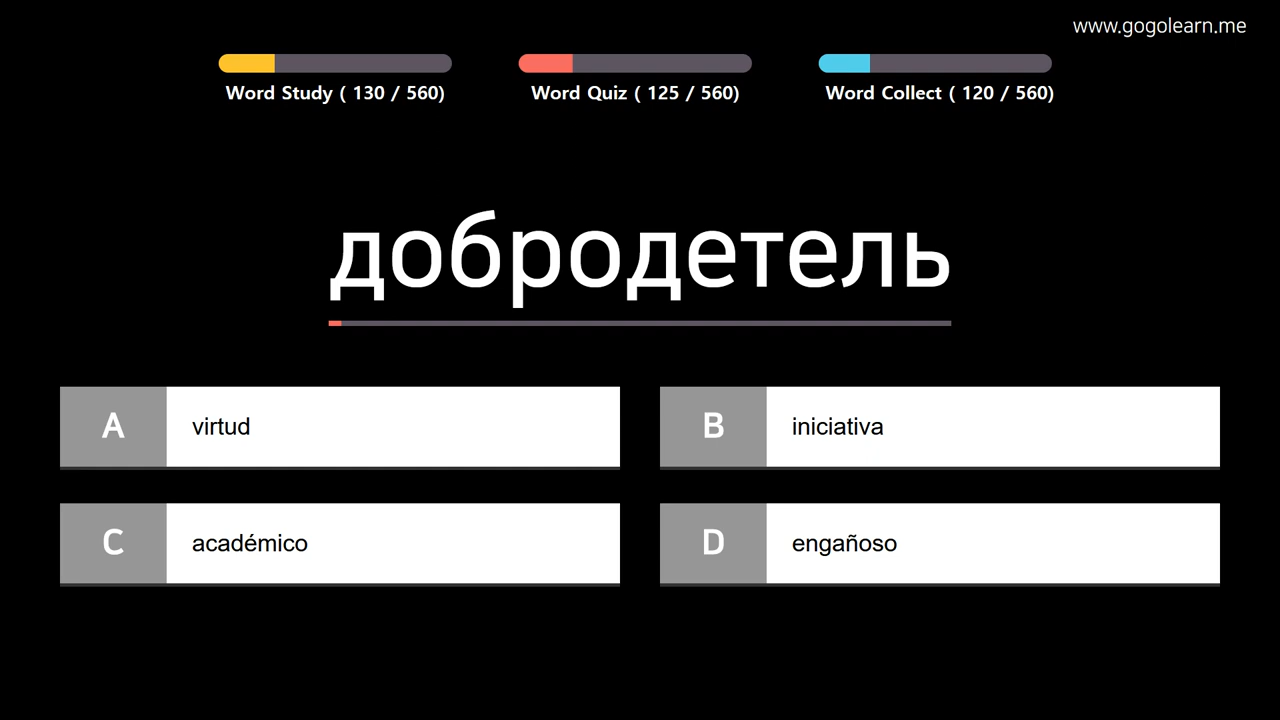 www.gogolearn.me
Word Study ( 130 / 560)
Word Quiz ( 125 / 560)
Word Collect ( 120 / 560)
добродетель
A virtud
B iniciativa
C académico
D engañoso